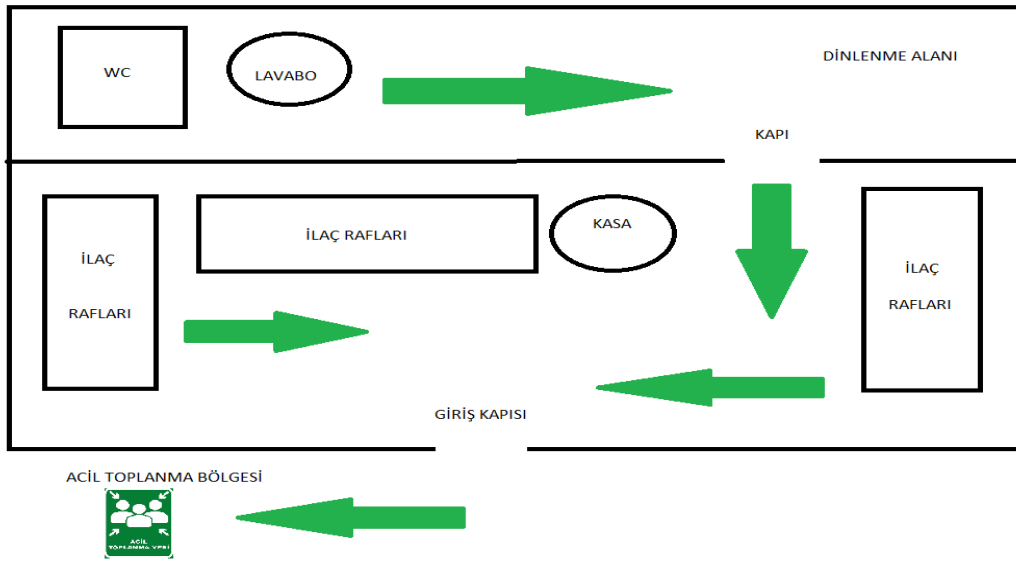 WC
LAVABO
DİNLENME ALANI
KAPI
İLAÇ
RAFLARI
İLAÇ RAFLARI
KASA
İLAÇ
RAFLARI
GİRİŞ KAPISI
ACİL TOPLANMA BÖLGESİ
ACİL
TOPLANMA YERİ